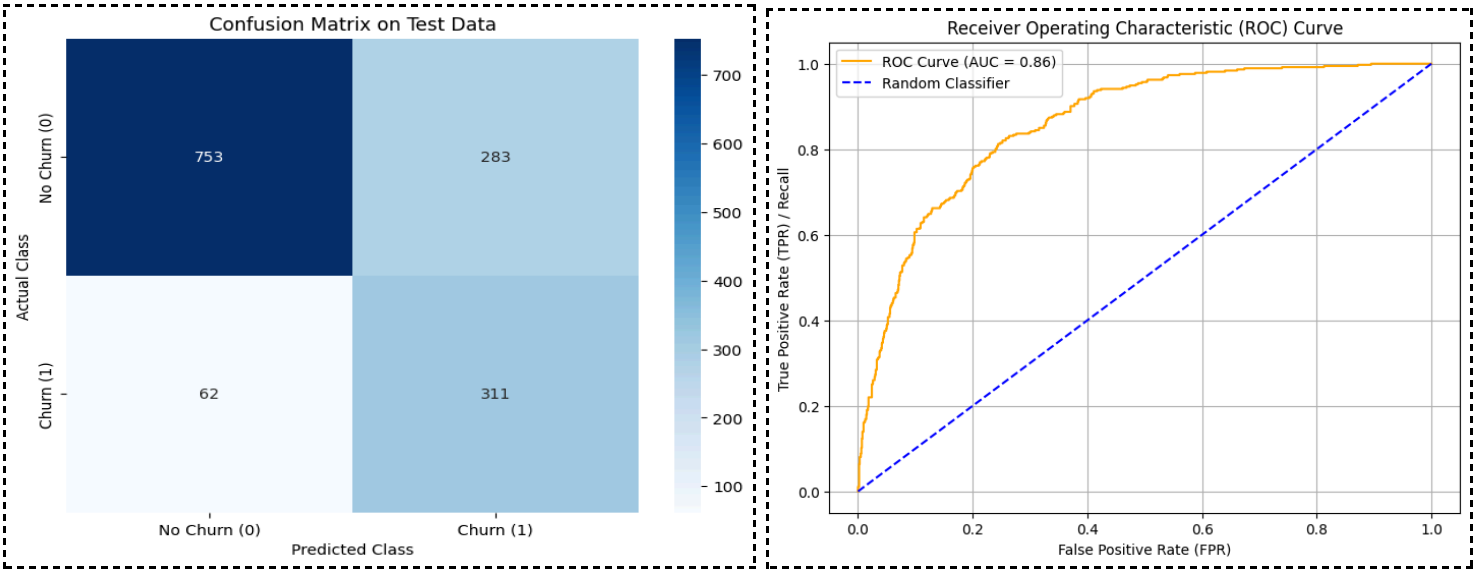 Confusion Matrix on Test Data
No Churn (0)
Churn (1)
Actual Class
753
283
62
311
No Churn (0)
Churn (1)
Predicted Class
700
600
500
400
300
200
100
Receiver Operating Characteristic (ROC) Curve
ROC Curve (AUC = 0.86)
Random Classifier
True Positive Rate (TPR) / Recall
1.0
0.8
0.6
0.4
0.2
0.0
0.0
0.2
0.4
0.6
0.8
1.0
False Positive Rate (FPR)